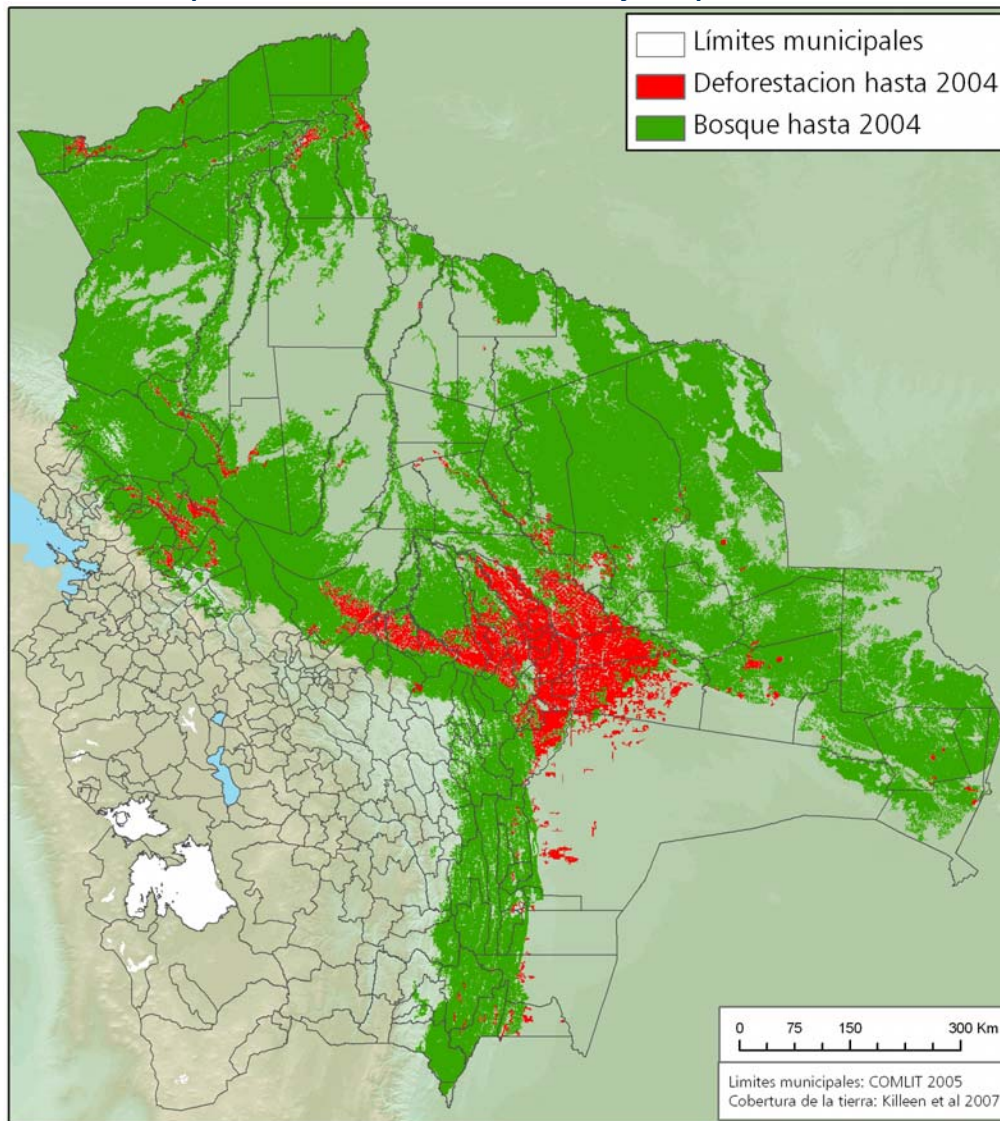 Límites municipales
Deforestacion hasta 2004
Bosque hasta 2004
0 75 150 300 Km
Limites municipales: COMLIT 2005
Cobertura de la tierra: Killeen et al 2007